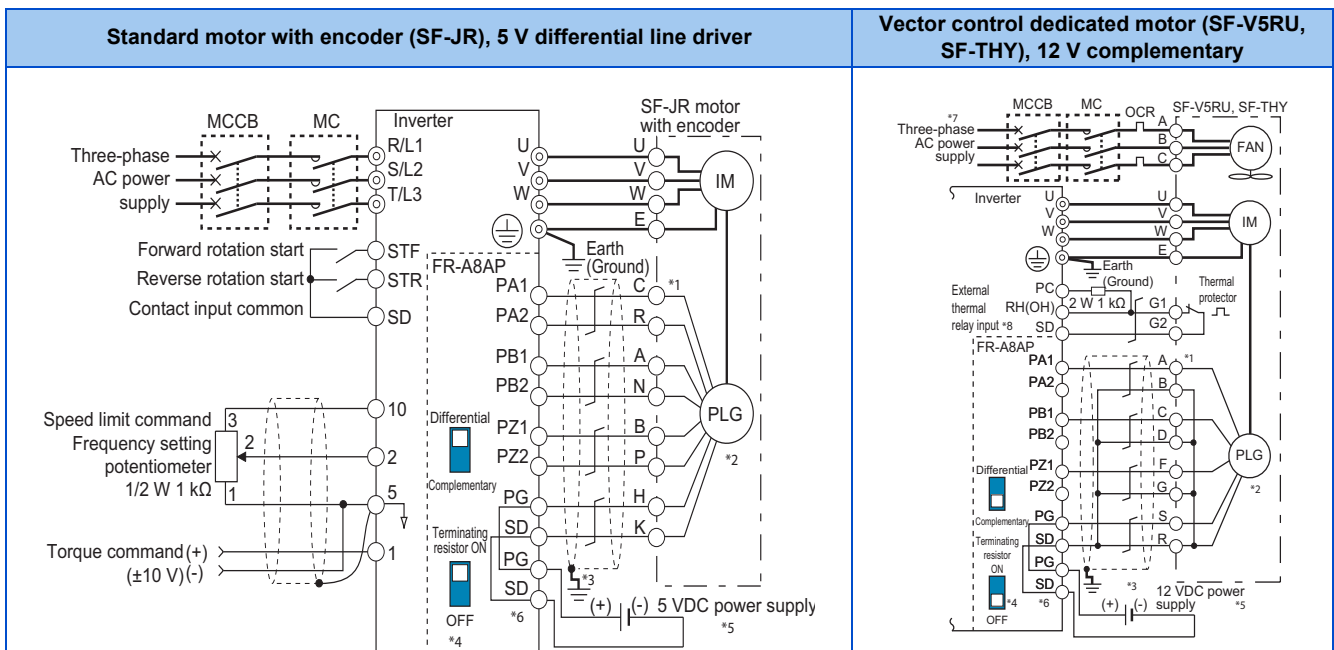 Standard motor with encoder (SF-JR), 5 V differential line driver
Vector control dedicated motor (SF-V5RU,
SF-THY), 12 V complementary
MCCB
MC
Inverter
SF-JR motor
with encoder
Three-phase
AC power
supply
R/L1
S/L2
T/L3
U
V
W
U
V
W
E
IM
Earth
(Ground)
Forward rotation start
Reverse rotation start
Contact input common
STF
STR
SD
FR-A8AP
PA1
PA2
PB1
PB2
PZ1
PZ2
PG
SD
PG
SD
C
R
A
N
B
P
H
K
*1
PLG
*2
Differential
Complementary
Terminating
resistor ON
OFF
*4
*6
*3
(+)
(-)
5 VDC power supply
*5
Speed limit command
Frequency setting
potentiometer
1/2 W 1 kΩ
3
2
1
10
2
5
1
Torque command (+)
(±10 V) (-)
MCCB
MC
OCR
SF-V5RU, SF-THY
*7
Three-phase
AC power
supply
A
B
C
FAN
Inverter
U
V
W
U
V
W
E
IM
Earth
(Ground)
External
thermal
relay input *8
PC
RH(OH)
SD
2 W 1 kΩ
G1
G2
Thermal
protector
FR-A8AP
PA1
PA2
PB1
PB2
PZ1
PZ2
PG
SD
PG
SD
A
B
C
D
F
G
S
R
*1
PLG
*2
Differential
Complementary
Terminating
resistor
ON
*4
OFF
*6
*3
(+)
(-)
12 VDC power
supply
*5